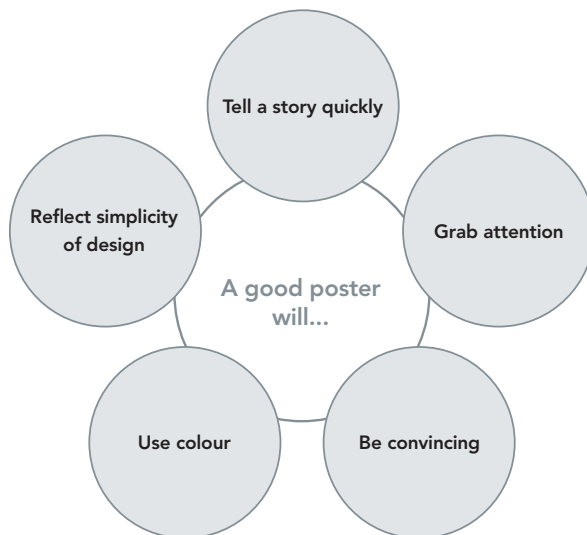 Tell a story quickly
Grab attention
Be convincing
Use colour
Reflect simplicity
of design
A good poster
will...